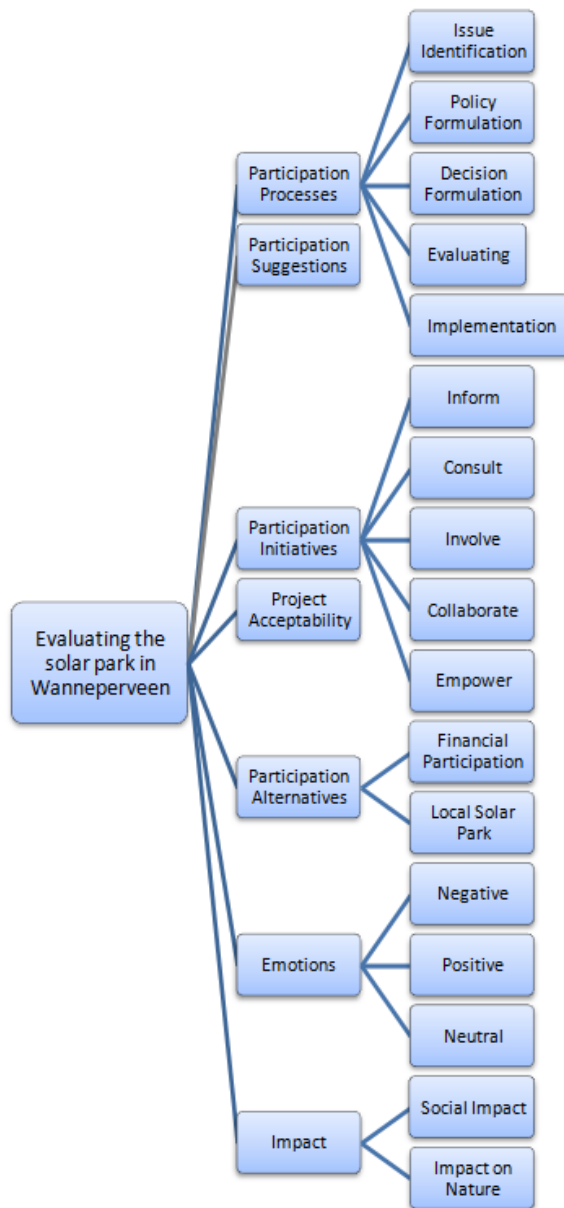 Evaluating the
solar park in
Wanneperveen
Participation
Processes
Issue
Identification
Policy
Formulation
Decision
Formulation
Evaluating
Implementation
Participation
Suggestions
Participation
Initiatives
Inform
Consult
Involve
Collaborate
Empower
Project
Acceptability
Participation
Alternatives
Financial
Participation
Local Solar
Park
Emotions
Negative
Positive
Neutral
Impact
Social Impact
Impact on
Nature